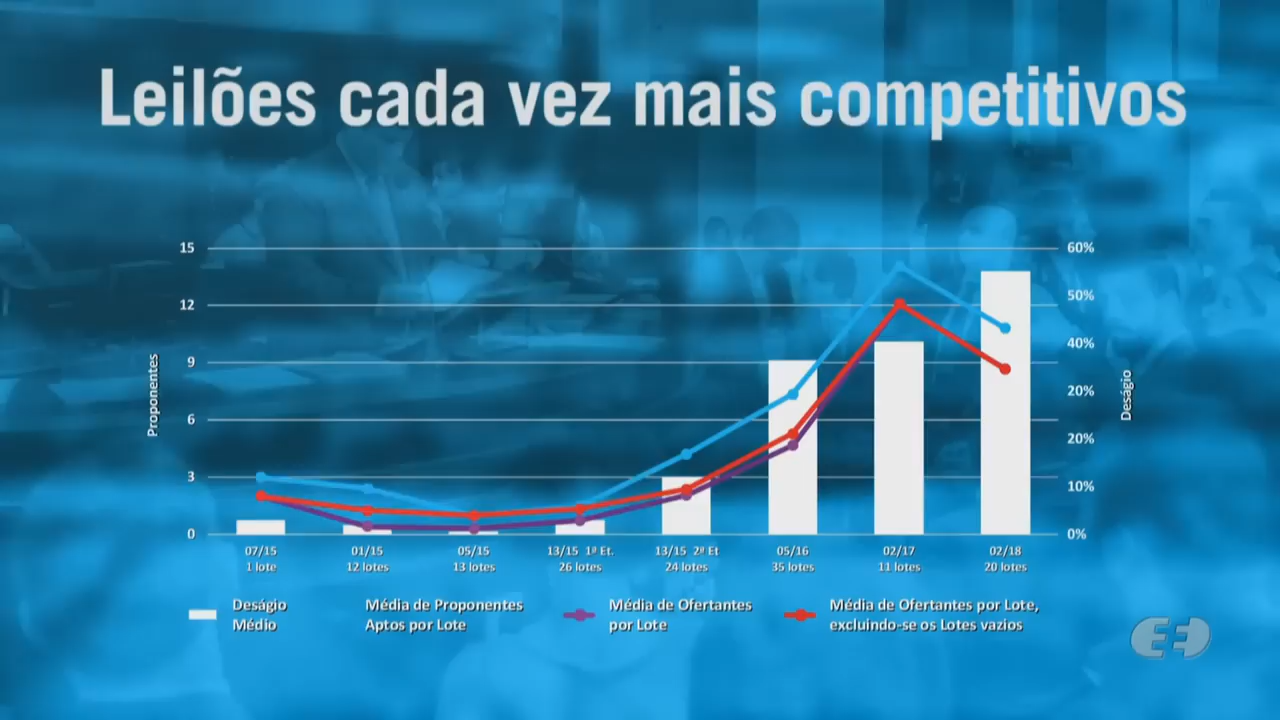 Leilões cada vez mais competitivos
15
12
9
6
3
0
Proponentes
60%
50%
40%
20%
20%
10%
0%
Deságio
07/15
1 lote
01/15
12 lotes
05/15
13 lotes
13/15 1ª Et.
26 lotes
13/15 2ª Et
24 lotes
05/16
35 lotes
02/17
11 lotes
02/18
20 lotes
Deságio
Médio
Média de Proponentes
Aptos por Lote
Média de Ofertantes
por Lote
Média de Ofertantes por Lote,
excluindo-se os Lotes vazios